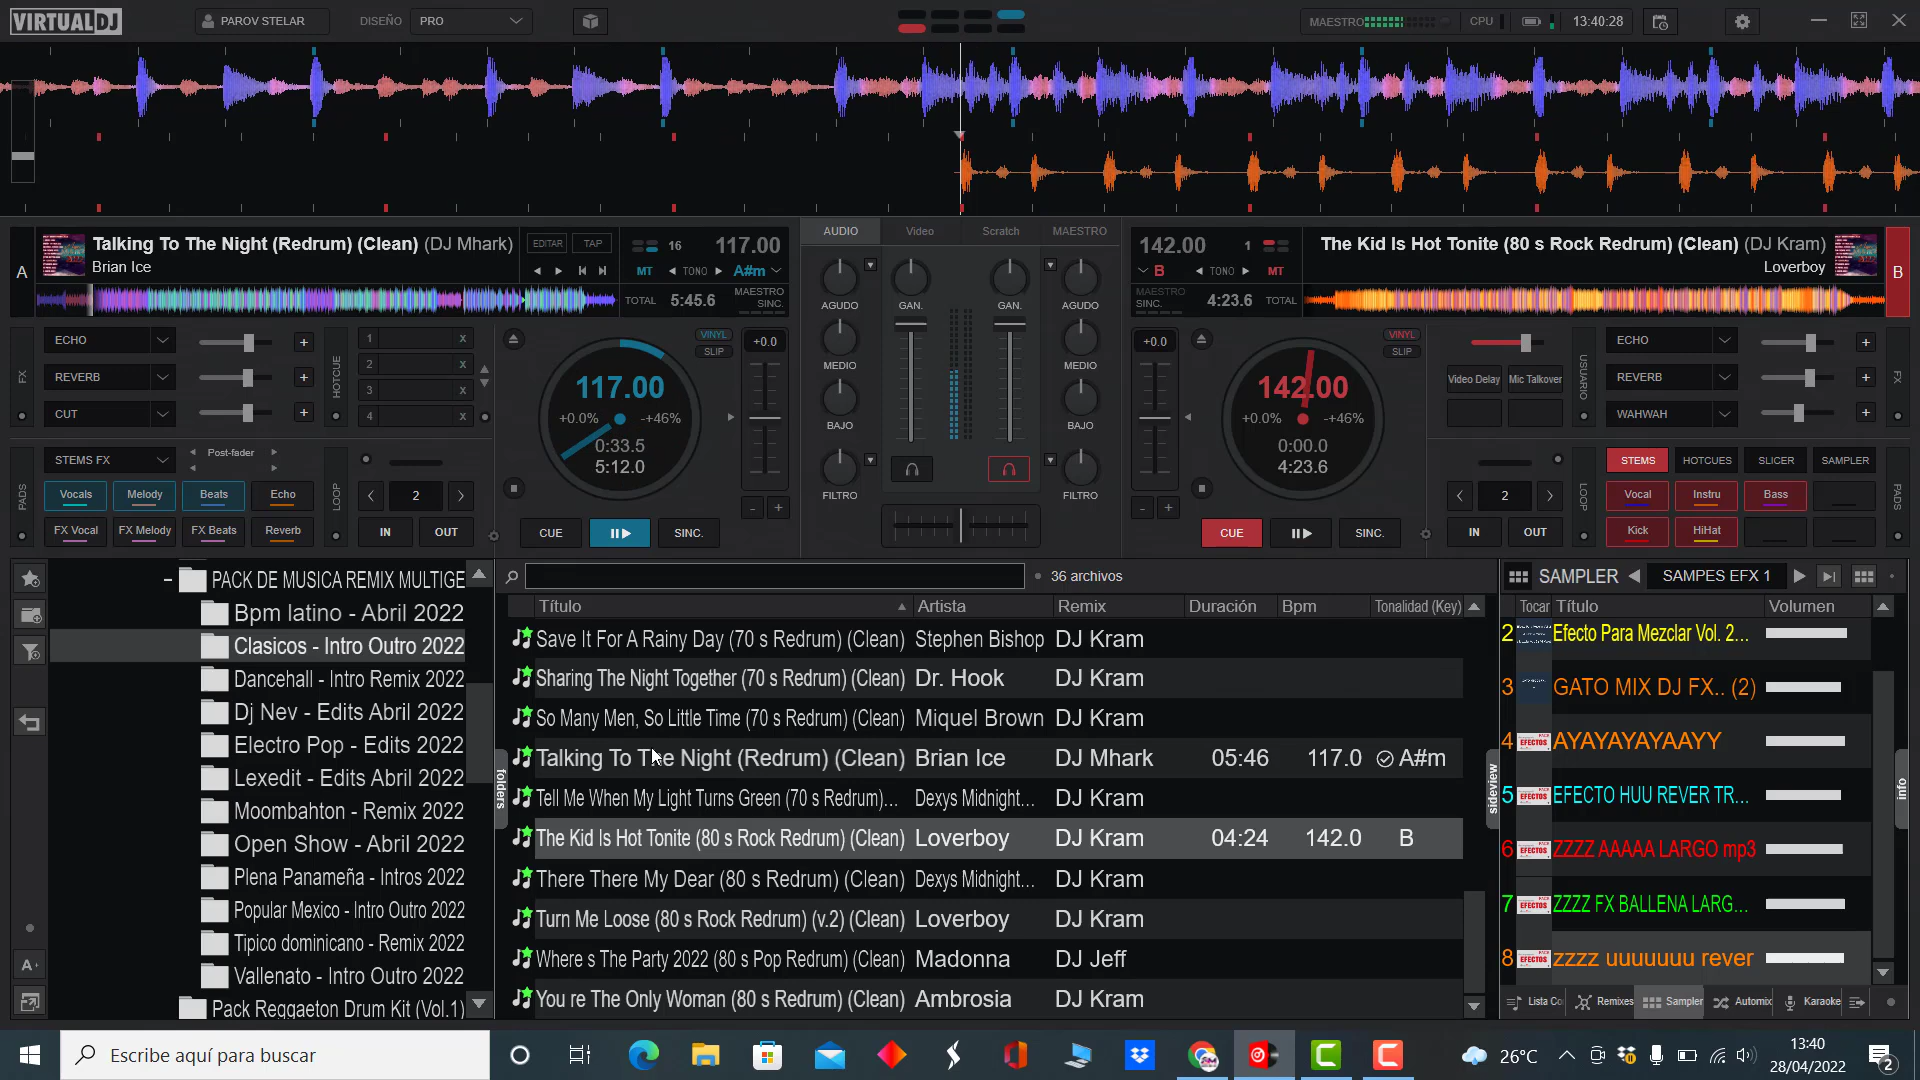 VIRTUALDJ
PAROV STELAR
DISEÑO
PRO
MAESTRO
CPU
13:40:28
A
Talking To The Night (Redrum) (Clean) (DJ Mhark)
Brian Ice
EDITAR
TAP
16
117.00
MT
TONO
A#m
TOTAL
5:45.6
MAESTRO
SINC.
AUDIO
Video
Scratch
MAESTRO
142.00
1
B
TONO
MT
MAESTRO
SINC.
4:23.6
TOTAL
The Kid Is Hot Tonite (80 s Rock Redrum) (Clean) (DJ Kram)
Loverboy
B
FX
ECHO
REVERB
CUT
HOTCUE
1 x
2 x
3 x
4 x
VINYL
SLIP
117.00
+0.0%
-+46%
0:33.5
5:12.0
+0.0
AGUDO
GAN.
GAN.
AGUDO
MEDIO
MEDIO
BAJO
BAJO
FILTRO
FILTRO
+0.0
VINYL
SLIP
142.00
+0.0%
-+46%
0:00.0
4:23.6
Video Delay
Mic Talkover
USUARIO
ECHO
REVERB
WAHWAH
FX
PADS
STEMS FX
Post-fader
Vocals
Melody
Beats
Echo
FX Vocal
FX Melody
FX Beats
Reverb
LOOP
2
IN
OUT
CUE
SINC.
CUE
SINC.
2
IN
OUT
LOOP
STEMS
HOTCUES
SLICER
SAMPLER
Vocal
Instru
Bass
Kick
HiHat
PADS
PACK DE MUSICA REMIX MULTIGE
Bpm latino - Abril 2022
Clasicos - Intro Outro 2022
Dancehall - Intro Remix 2022
Dj Nev - Edits Abril 2022
Electro Pop - Edits 2022
Lexedit - Edits Abril 2022
Moombahton - Remix 2022
Open Show - Abril 2022
Plena Panameña - Intros 2022
Popular Mexico - Intro Outro 2022
Tipico dominicano - Remix 2022
Vallenato - Intro Outro 2022
Pack Reggaeton Drum Kit (Vol.1)
folders
36 archivos
Título Artista Remix Duración Bpm Tonalidad (Key)
Save It For A Rainy Day (70 s Redrum) (Clean) Stephen Bishop DJ Kram
Sharing The Night Together (70 s Redrum) (Clean) Dr. Hook DJ Kram
So Many Men, So Little Time (70 s Redrum) (Clean) Miquel Brown DJ Kram
Talking To The Night (Redrum) (Clean) Brian Ice DJ Mhark 05:46 117.0 A#m
Tell Me When My Light Turns Green (70 s Redrum)... Dexys Midnight... DJ Kram
The Kid Is Hot Tonite (80 s Rock Redrum) (Clean) Loverboy DJ Kram 04:24 142.0 B
There There My Dear (80 s Redrum) (Clean) Dexys Midnight... DJ Kram
Turn Me Loose (80 s Rock Redrum) (v.2) (Clean) Loverboy DJ Kram
Where s The Party 2022 (80 s Pop Redrum) (Clean) Madonna DJ Jeff
You re The Only Woman (80 s Redrum) (Clean) Ambrosia DJ Kram
sideview
SAMPLER
SAMPES EFX 1
Tocar Título Volumen
2 Efecto Para Mezclar Vol. 2...
3 GATO MIX DJ FX.. (2)
4 EFECTOS AYAYAYAYAAYY
5 EFECTOS EFECTO HUU REVER TR...
6 EFECTOS ZZZZ AAAAA LARGO mp3
7 EFECTOS ZZZZ FX BALLENA LARG...
8 EFECTOS zzzz uuuuuuu rever
info
Lista Co
Remixes
Sampler
Automix
Karaoke
Escribe aquí para buscar
26°C
13:40
28/04/2022
2